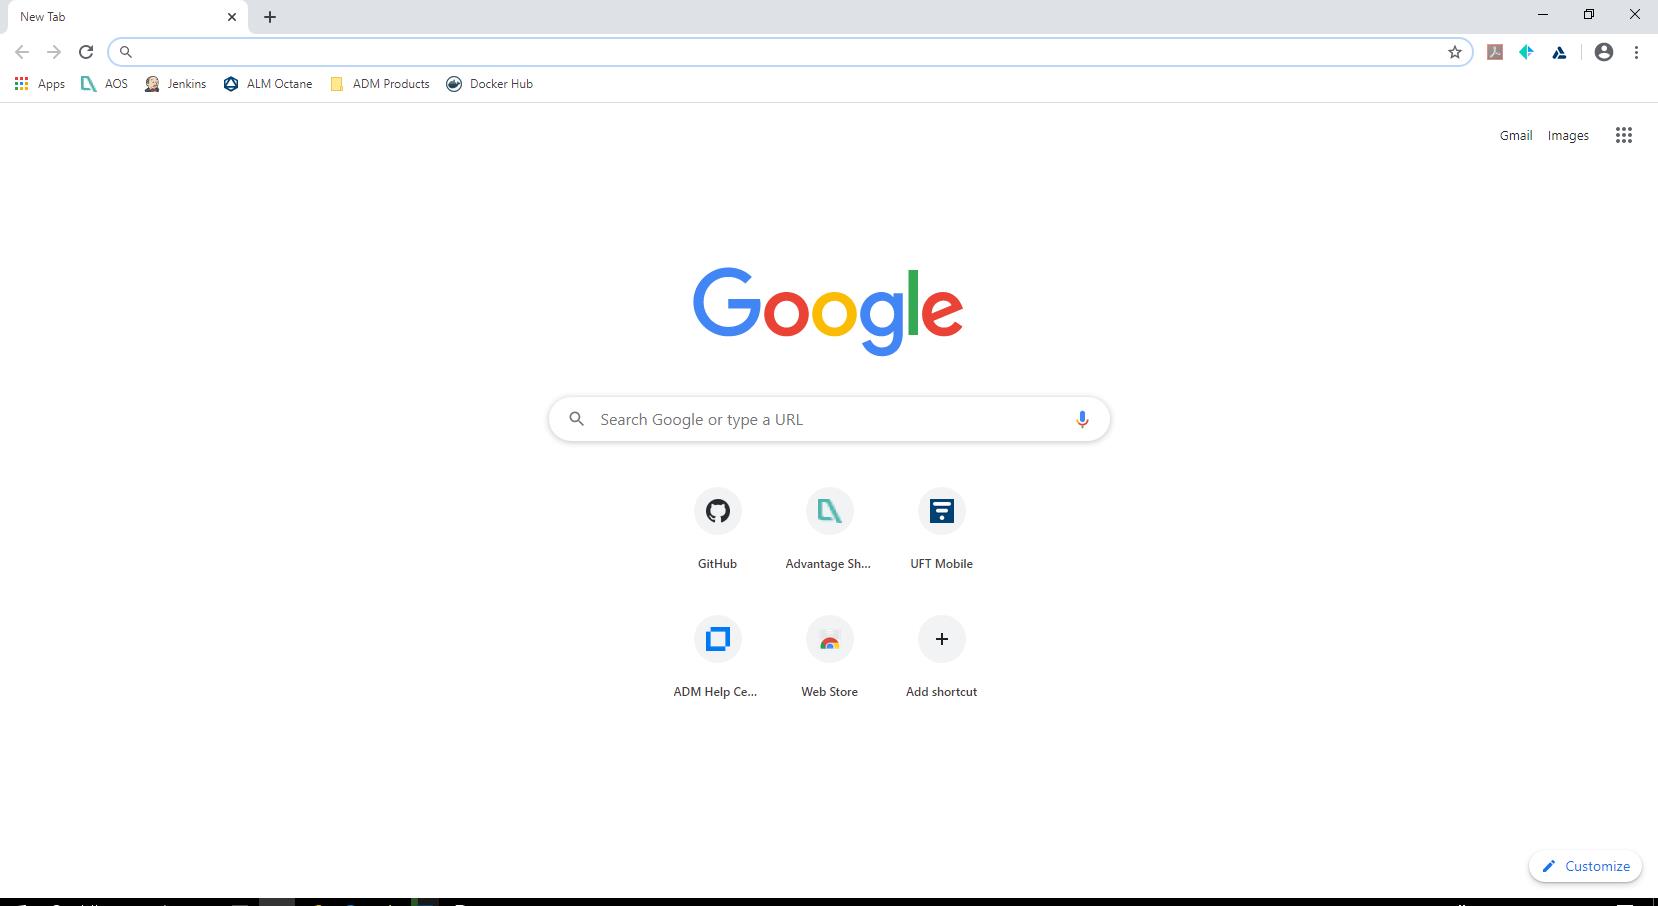 New Tab
Apps AOS Jenkins ALM Octane ADM Products Docker Hub
Gmail Images
Google
Search Google or type a URL
GitHub Advantage Sh... UFT Mobile
ADM Help Ce... Web Store Add shortcut
Customize